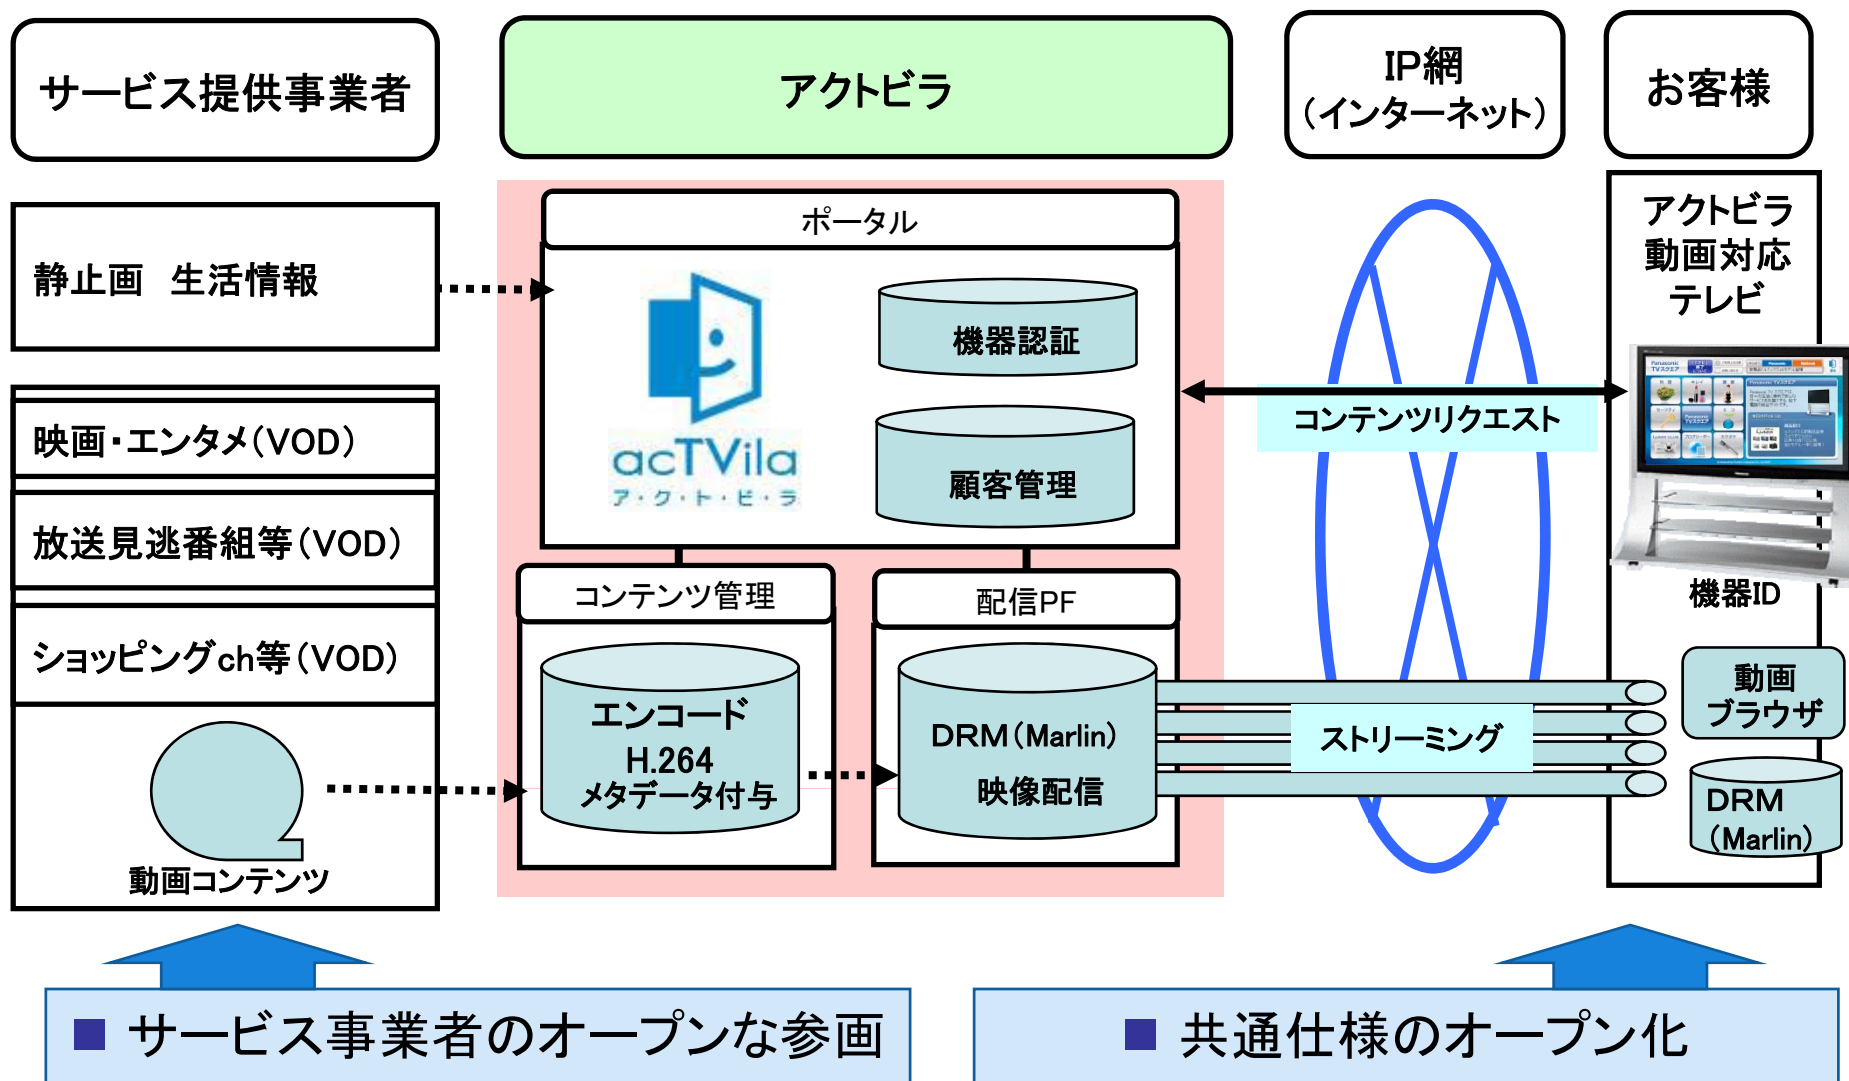 サービス提供事業者
アクトビラ
IP網
（インターネット）
お客様
静止画　生活情報
映画・エンタメ（VOD）
放送見逃番組等（VOD）
ショッピングch等（VOD）
動画コンテンツ
ポータル
acTVila
ア・ク・ト・ビ・ラ
機器認証
顧客管理
コンテンツ管理
エンコード
H.264
メタデータ付与
配信PF
DRM（Marlin）
映像配信
コンテンツリクエスト
ストリーミング
アクトビラ
動画対応
テレビ
Panasonic
TVスクエア
機器ID
動画
ブラウザ
DRM
（Marlin）
■ サービス事業者のオープンな参画
■ 共通仕様のオープン化